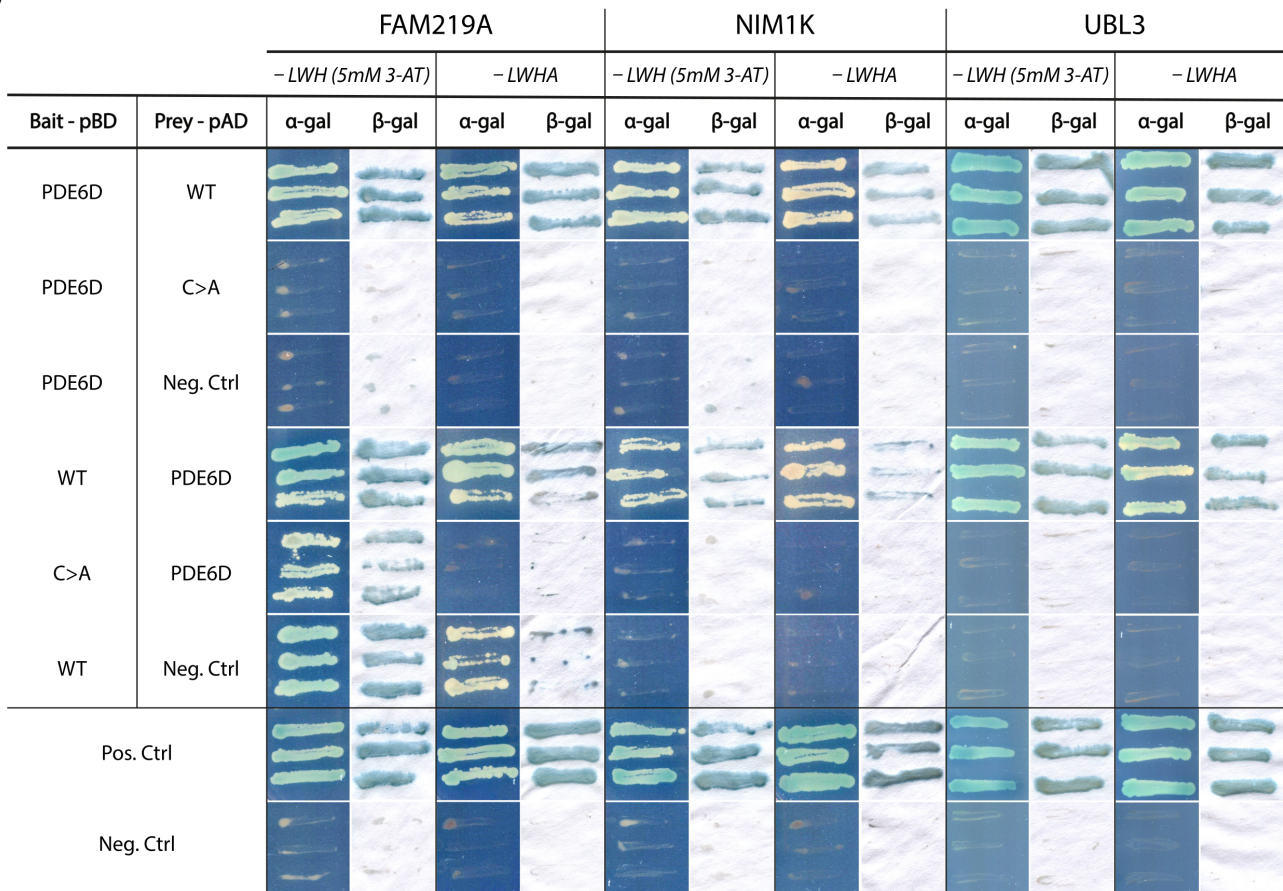 FAM219A NIM1K UBL3
– LWH (5mM 3-AT) – LWHA – LWH (5mM 3-AT) – LWHA – LWH (5mM 3-AT) – LWHA
Bait - pBD Prey - pAD α-gal β-gal α-gal β-gal α-gal β-gal α-gal β-gal α-gal β-gal α-gal β-gal
PDE6D WT
PDE6D C>A
PDE6D Neg. Ctrl
WT PDE6D
C>A PDE6D
WT Neg. Ctrl
Pos. Ctrl
Neg. Ctrl